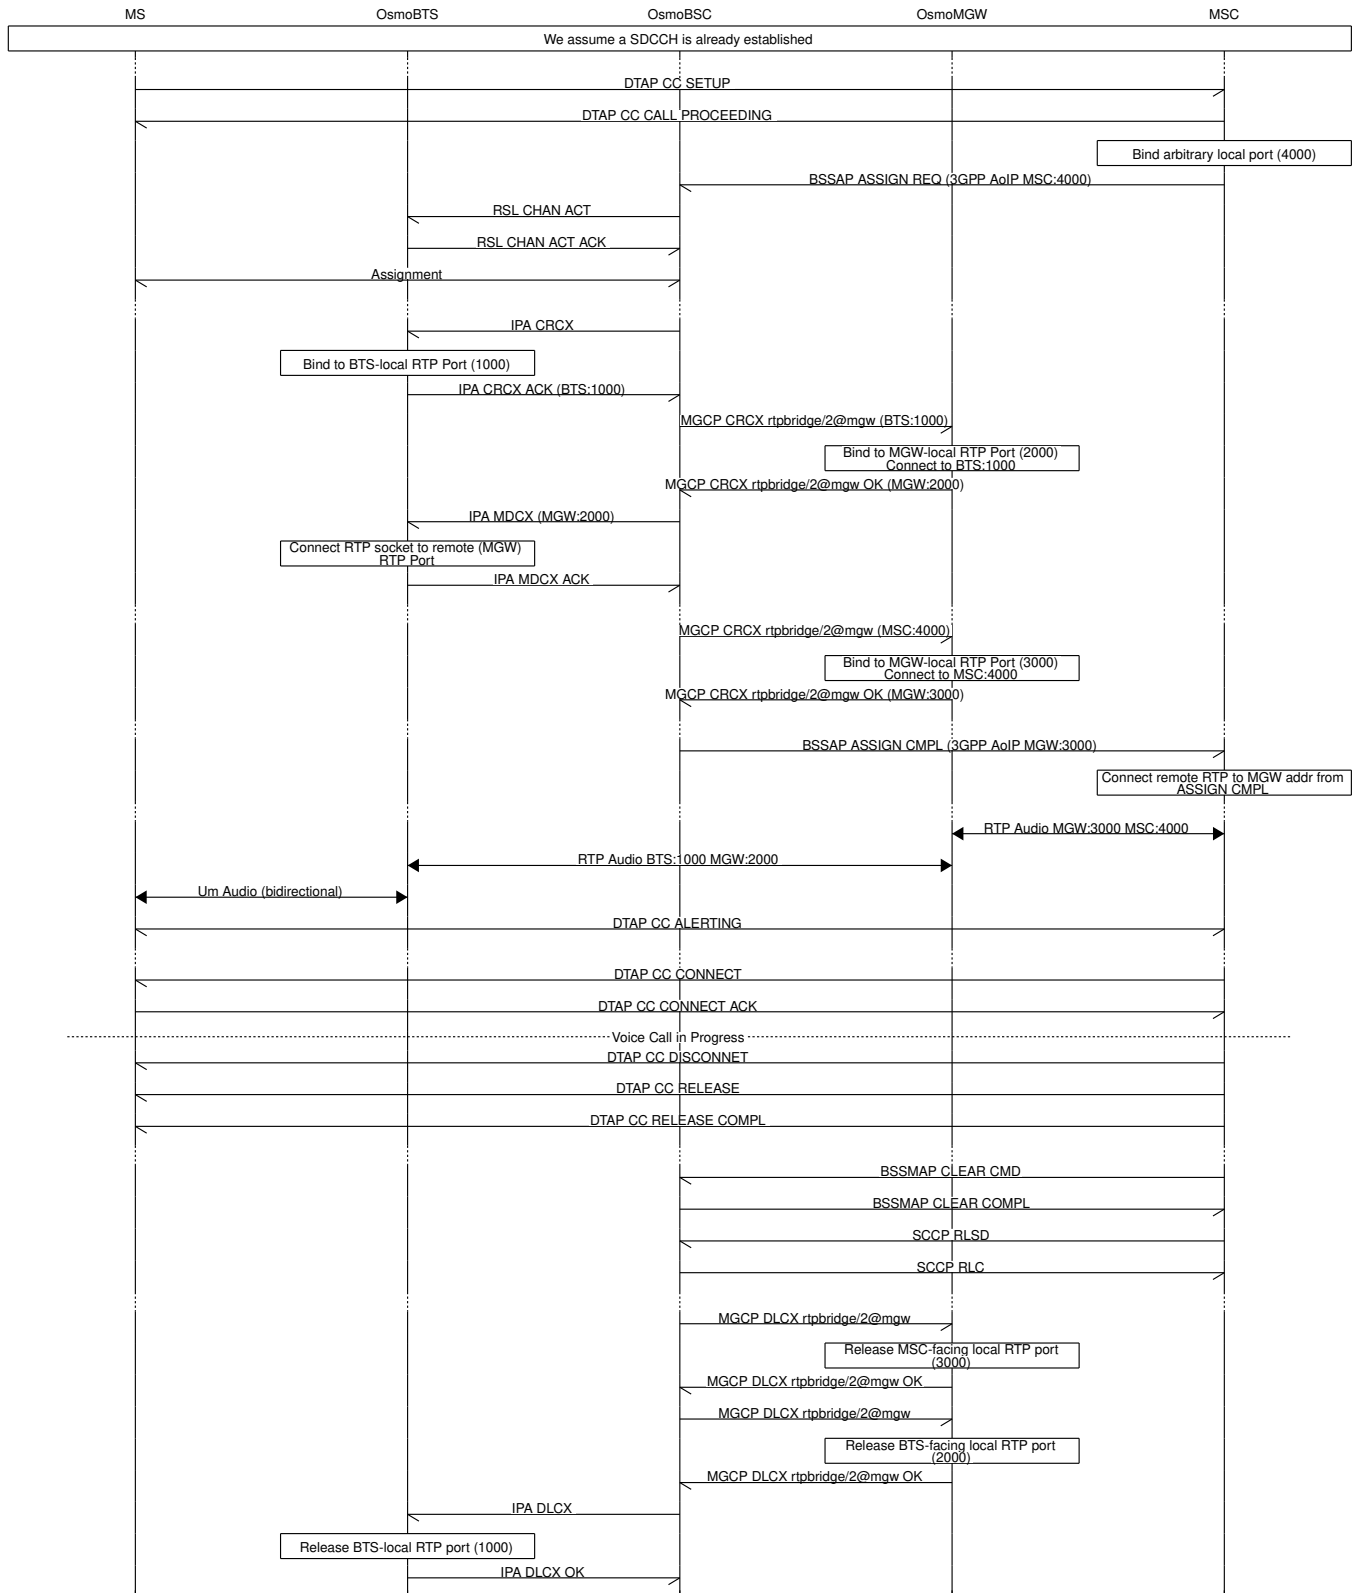 MS OsmoBTS OsmoBSC OsmoMGW MSC
We assume a SDCCH is already established
DTAP CC SETUP
DTAP CC CALL PROCEEDING
Bind arbitrary local port (4000)
BSSAP ASSIGN REQ (3GPP AoIP MSC:4000)
RSL CHAN ACT
RSL CHAN ACT ACK
Assignment
IPA CRCX
Bind to BTS-local RTP Port (1000)
IPA CRCX ACK (BTS:1000)
MGCP CRCX rtpbridge/2@mgw (BTS:1000)
Bind to MGW-local RTP Port (2000)
Connect to BTS:1000
MGCP CRCX rtpbridge/2@mgw OK (MGW:2000)
IPA MDCX (MGW:2000)
Connect RTP socket to remote (MGW)
RTP Port
IPA MDCX ACK
MGCP CRCX rtpbridge/2@mgw (MSC:4000)
Bind to MGW-local RTP Port (3000)
Connect to MSC:4000
MGCP CRCX rtpbridge/2@mgw OK (MGW:3000)
BSSAP ASSIGN CMPL (3GPP AoIP MGW:3000)
Connect remote RTP to MGW addr from
ASSIGN CMPL
RTP Audio MGW:3000 MSC:4000
RTP Audio BTS:1000 MGW:2000
Um Audio (bidirectional)
DTAP CC ALERTING
DTAP CC CONNECT
DTAP CC CONNECT ACK
Voice Call in Progress
DTAP CC DISCONNET
DTAP CC RELEASE
DTAP CC RELEASE COMPL
BSSMAP CLEAR CMD
BSSMAP CLEAR COMPL
SCCP RLSD
SCCP RLC
MGCP DLCX rtpbridge/2@mgw
Release MSC-facing local RTP port
(3000)
MGCP DLCX rtpbridge/2@mgw OK
MGCP DLCX rtpbridge/2@mgw
Release BTS-facing local RTP port
(2000)
MGCP DLCX rtpbridge/2@mgw OK
IPA DLCX
Release BTS-local RTP port (1000)
IPA DLCX OK